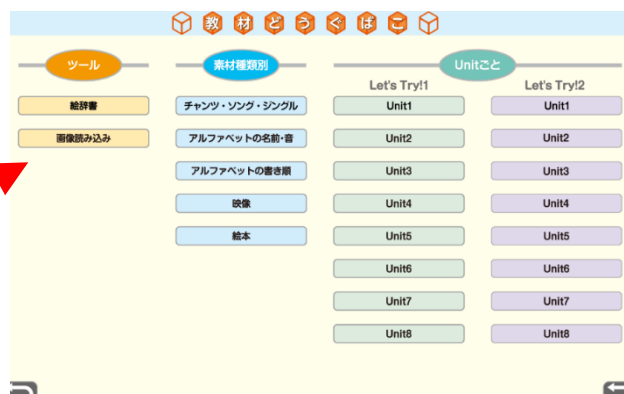 教材どうぐばこ
ツール
絵辞書
画像読み込み
素材種類別
チャンツ・ソング・ジングル
アルファベットの名前・音
アルファベットの書き順
映像
絵本
Unitごと
Let's Try!1
Unit1
Unit2
Unit3
Unit4
Unit5
Unit6
Unit7
Unit8
Let's Try!2
Unit1
Unit2
Unit3
Unit4
Unit5
Unit6
Unit7
Unit8